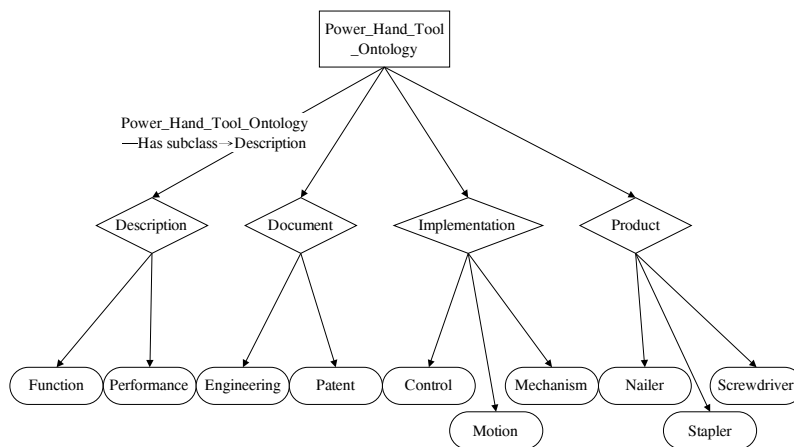 Power_Hand_Tool
_Ontology
Power_Hand_Tool_Ontology
—Has subclass→Description
Description
Document
Implementation
Product
Function
Performance
Engineering
Patent
Control
Mechanism
Nailer
Screwdriver
Motion
Stapler